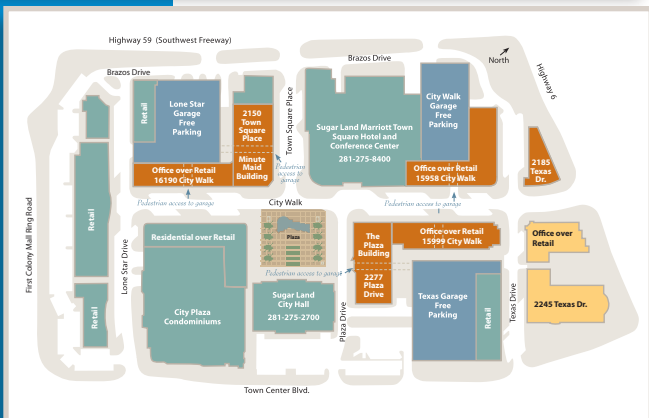 Highway 59 (Southwest Freeway)
Brazos Drive
Brazos Drive
North
Highway 6
First Colony Mall Ring Road
Retail
Lone Star
Garage
Free
Parking
2150
Town
Square
Place
Minute
Maid
Building
Office over Retail
16190 City Walk
Town Square Place
Pedestrian
access to
garage
Sugar Land Marriott Town
Square Hotel and
Conference Center
281-275-8400
City Walk
Garage
Free
Parking
Office over Retail
15958 City Walk
2185
Texas
Dr.
Pedestrian access to garage
City Walk
Pedestrian access to garage
Retail
Retail
Lone Star Drive
Residential over Retail
City Plaza
Condominiums
Plaza
Pedestrian access to garage
Sugar Land
City Hall
281-275-2700
Plaza Drive
The
Plaza
Building
2277
Plaza
Drive
Office over Retail
15999 City Walk
Texas Garage
Free
Parking
Retail
Texas Drive
Office over
Retail
2245 Texas Dr.
Town Center Blvd.